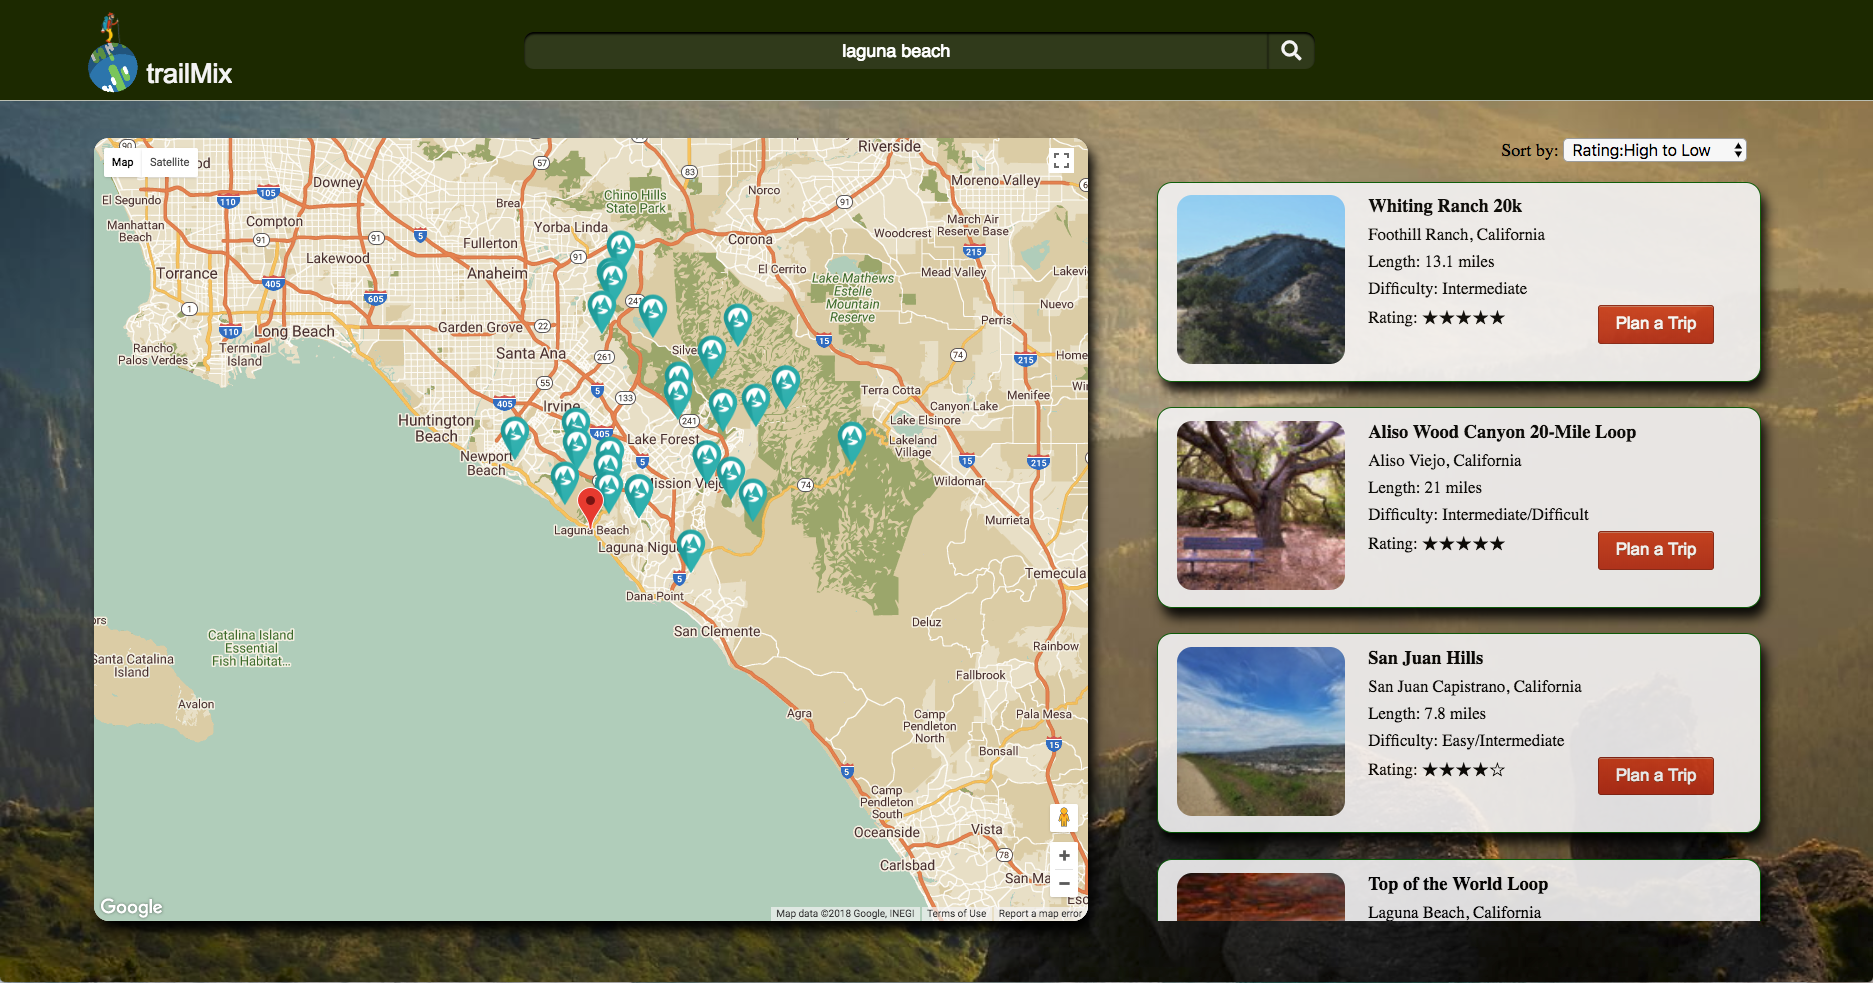 trailMix
laguna beach
Sort by: Rating:High to Low
Map Satellite
Riverside
Downey
Moreno Valley
El Segundo
Compton
Brea
Chino Hills
State Park
Norco
Manhattan
Beach
Yorba Linda
Fullerton
Corona
Woodcrest
March Air
Reserve Base
Lakewood
Torrance
Anaheim
El Cerrito
Mead Valley
Lake Mathews
Estelle
Mountain
Reserve
Nuevo
Long Beach
Garden Grove
Perris
Rancho
Palos Verdes
Terminal
Island
Santa Ana
Terra Cotta
Menifee
Canyon Lake
Lake Elsinore
Irvine
Huntington
Beach
Lake Forest
Lakeland
Village
Newport
Beach
Wildomar
Murrieta
Laguna Beach
Temecula
Dana Point
San Clemente
Deluz
Rainbow
Catalina Island
Essential
Fish Habitat...
Santa Catalina
Island
Fallbrook
Avalon
Agra
Camp
Pendleton
North
Pala Mesa
Bonsall
Camp
Pendleton
South
Oceanside
Vista
Carlsbad
Google
Map data ©2018 Google, INEGI Terms of Use Report a map error
Whiting Ranch 20k
Foothill Ranch, California
Length: 13.1 miles
Difficulty: Intermediate
Rating: ★★★★★
Plan a Trip
Aliso Wood Canyon 20-Mile Loop
Aliso Viejo, California
Length: 21 miles
Difficulty: Intermediate/Difficult
Rating: ★★★★★
Plan a Trip
San Juan Hills
San Juan Capistrano, California
Length: 7.8 miles
Difficulty: Easy/Intermediate
Rating: ★★★★☆
Plan a Trip
Top of the World Loop
Laguna Beach, California